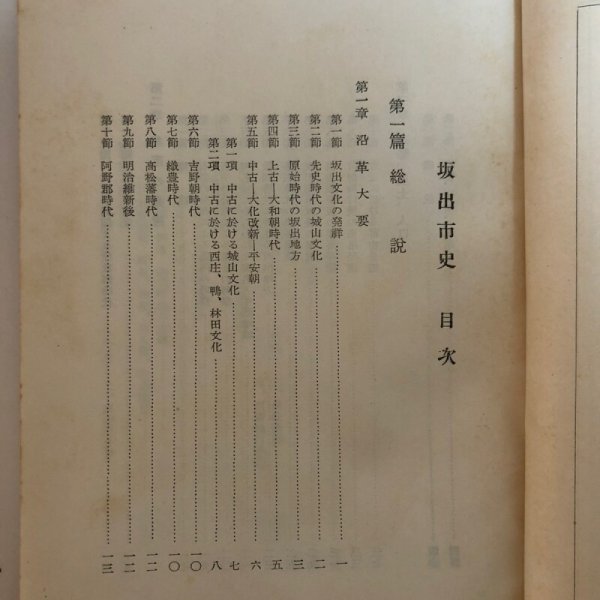 坂出市史 目次
第一篇 総説
第一章 沿革大要
第一節 坂出文化の発祥……一
第二節 先史時代の城山文化……二
第三節 原始時代の坂出地方……三
第四節 上古―大和朝時代……五
第五節 中古―大化改新―平安朝……六
第一項 中古に於ける城山文化……七
第二項 中古に於ける西庄、鴨、林田文化……八
第六節 吉野朝時代……一〇
第七節 織豊時代……一〇
第八節 高松藩時代……一二
第九節 明治維新後……一二
第十節 阿野郡時代……一三